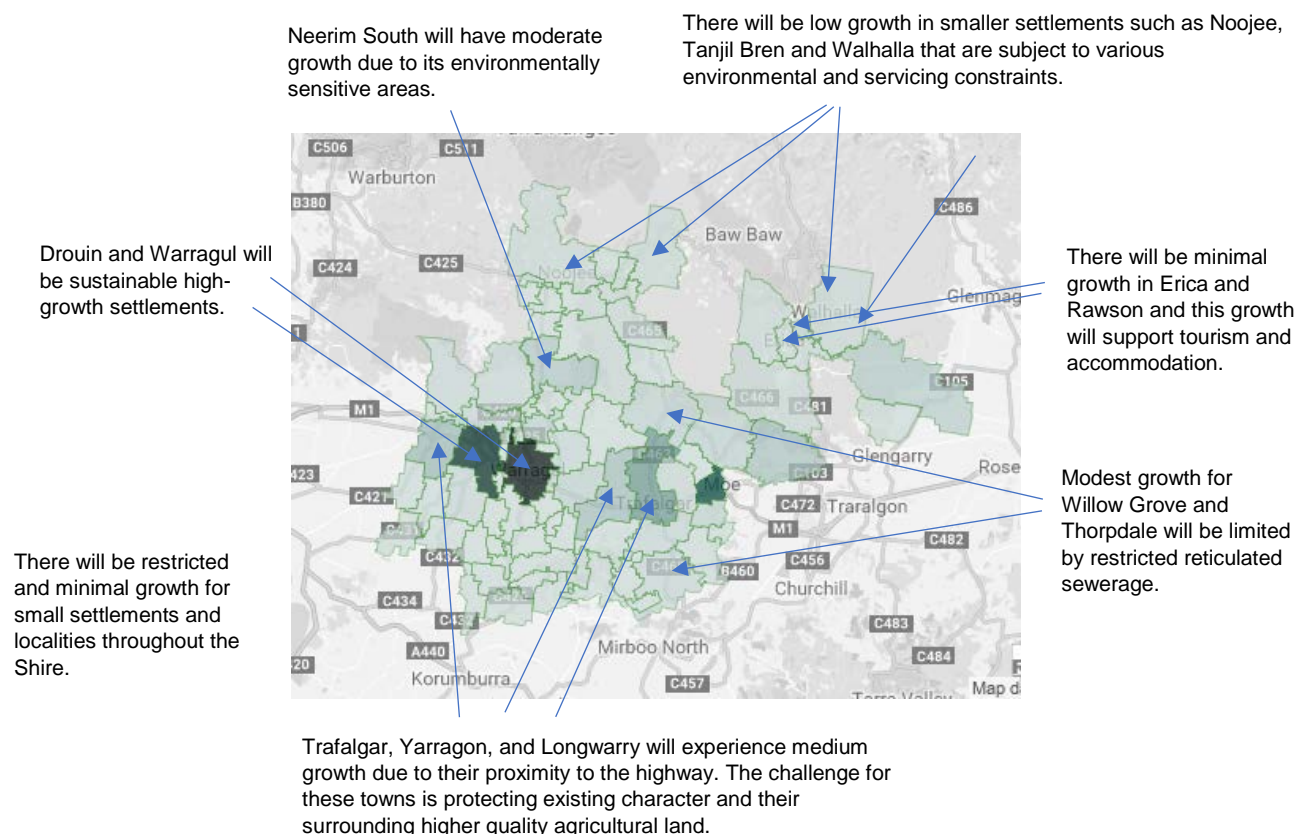 Neerim South will have moderate
growth due to its environmentally
sensitive areas.
There will be low growth in smaller settlements such as Noojee,
Tanjil Bren and Walhalla that are subject to various
environmental and servicing constraints.
Drouin and Warragul will
be sustainable high-
growth settlements.
There will be minimal
growth in Erica and
Rawson and this growth
will support tourism and
accommodation.
There will be restricted
and minimal growth for
small settlements and
localities throughout the
Shire.
Modest growth for
Willow Grove and
Thorpdale will be limited
by restricted reticulated
sewerage.
C506
C511
Warburton
B380
C486
Baw Baw
C425
C424
Noojee
Walhalla
Glenmag
C465
C105
C466
C481
M1
Glengarry
Warrag
C463
Moe
C103
Rose
423
C421
Trafalgar
C472
Traralgon
M1
C432
C456
C482
B460
Churchill
C434
C483
A440
Mirboo North
C484
20
Korumburra
C457
Map da
Trafalgar, Yarragon, and Longwarry will experience medium
growth due to their proximity to the highway. The challenge for
these towns is protecting existing character and their
surrounding higher quality agricultural land.